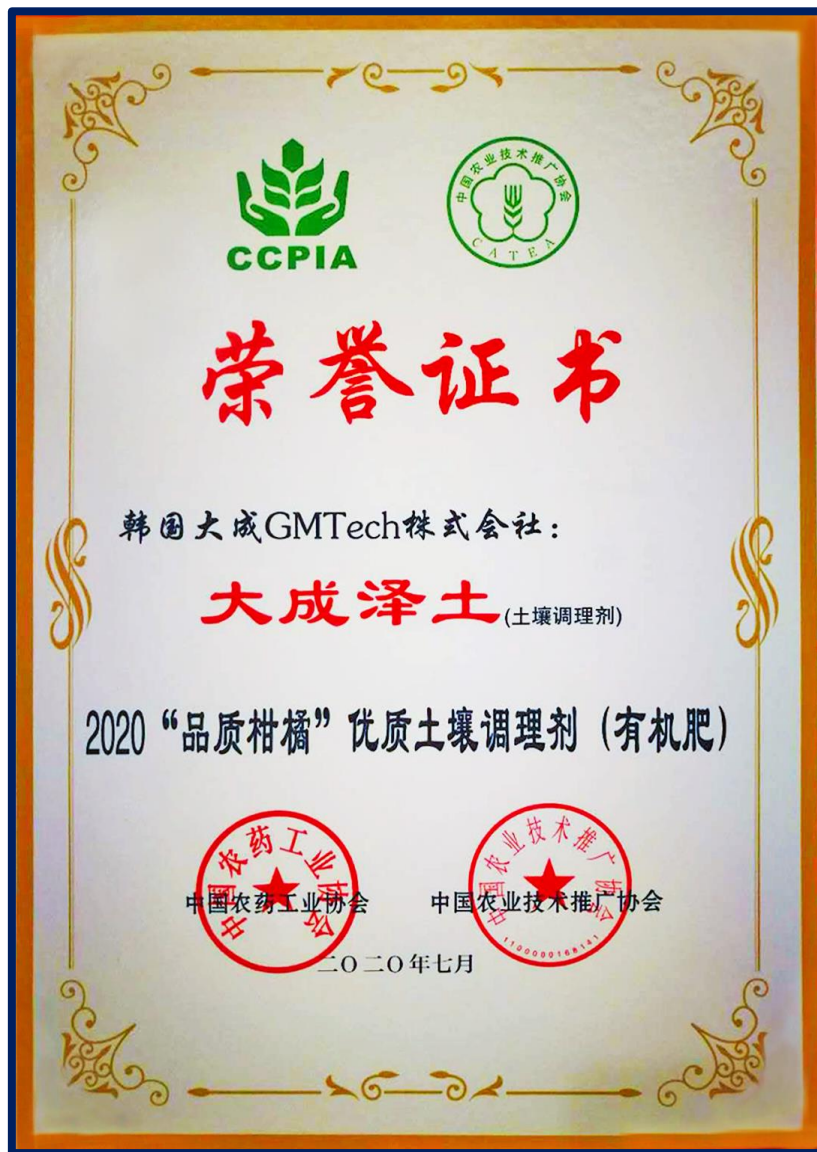 CCPIA
中国农业技术推广协会
CATEA
荣誉证书
韩国大成GMTech株式会社：
大成泽土(土壤调理剂)
2020“品质柑橘”优质土壤调理剂（有机肥）
中国农药工业协会
中国农业技术推广协会
1100000168141
中国农药工业协会 中国农业技术推广协会
二〇二〇年七月